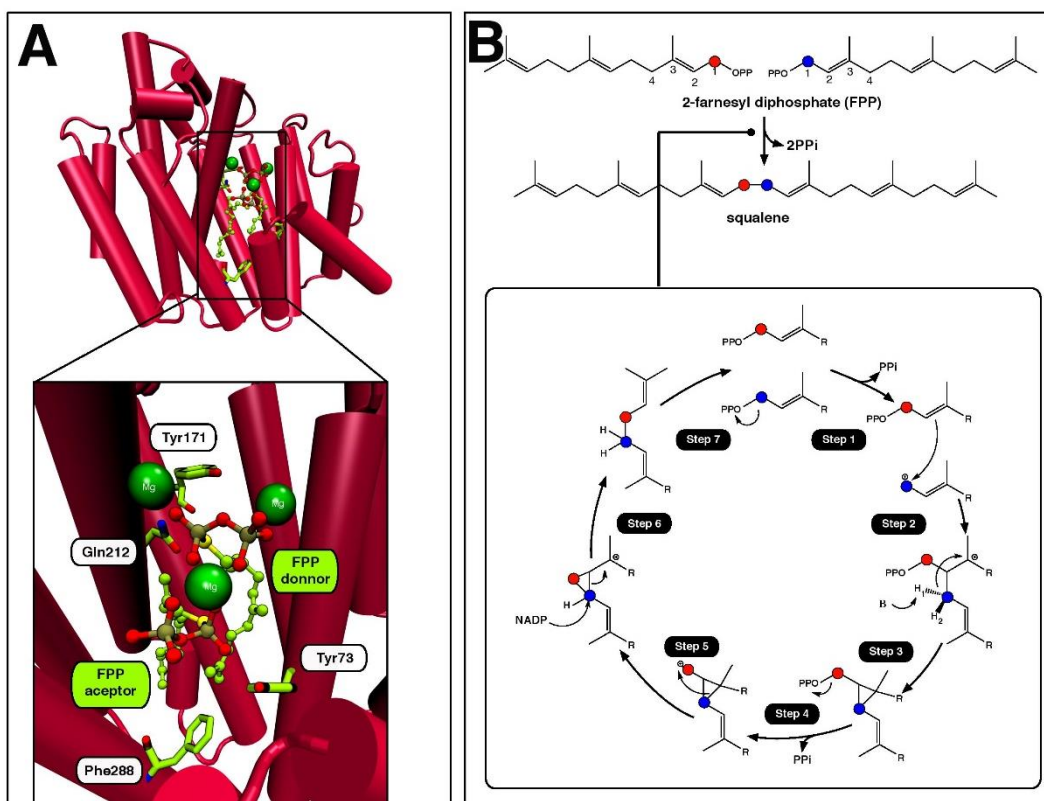 A
Tyr171
Mg
Mg
Gln212
FPP
donnor
Mg
FPP
aceptor
Tyr73
Phe288
B
4 3 2 1 OPP
PPO 1 2 3 4
2-farnesyl diphosphate (FPP)
2PPi
squalene
PPO R
PPi
PPO R
Step 7
Step 1
PPO R
H
H
R
R
Step 6
Step 2
R
PPO
R
H1
B
H2
R
H
NADP
R
Step 5
Step 3
R
PPO
R
Step 4
R
R
PPi